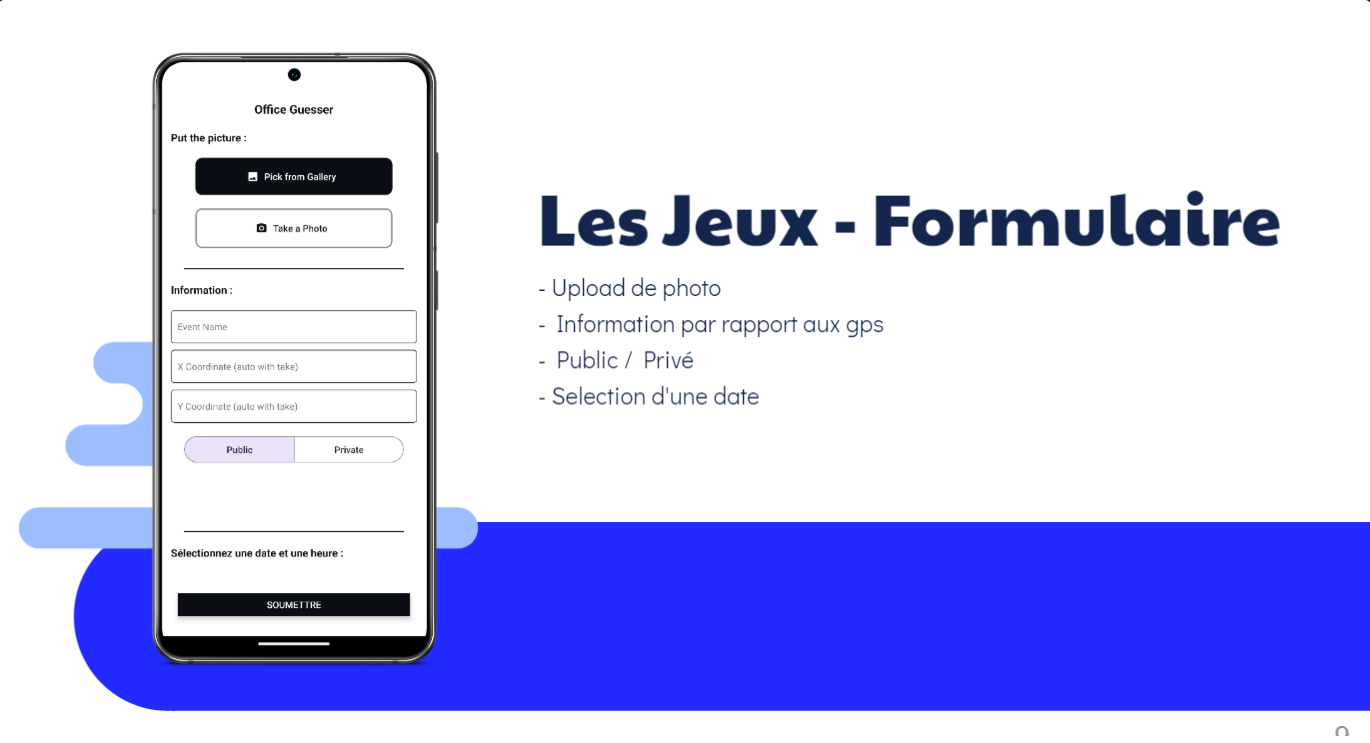 Office Guesser
Put the picture :
Pick from Gallery
Take a Photo
Information :
Event Name
X Coordinate (auto with take)
Y Coordinate (auto with take)
Public Private
Sélectionnez une date et une heure :
SOUMETTRE
Les Jeux - Formulaire
- Upload de photo
- Information par rapport aux gps
- Public / Privé
- Selection d'une date